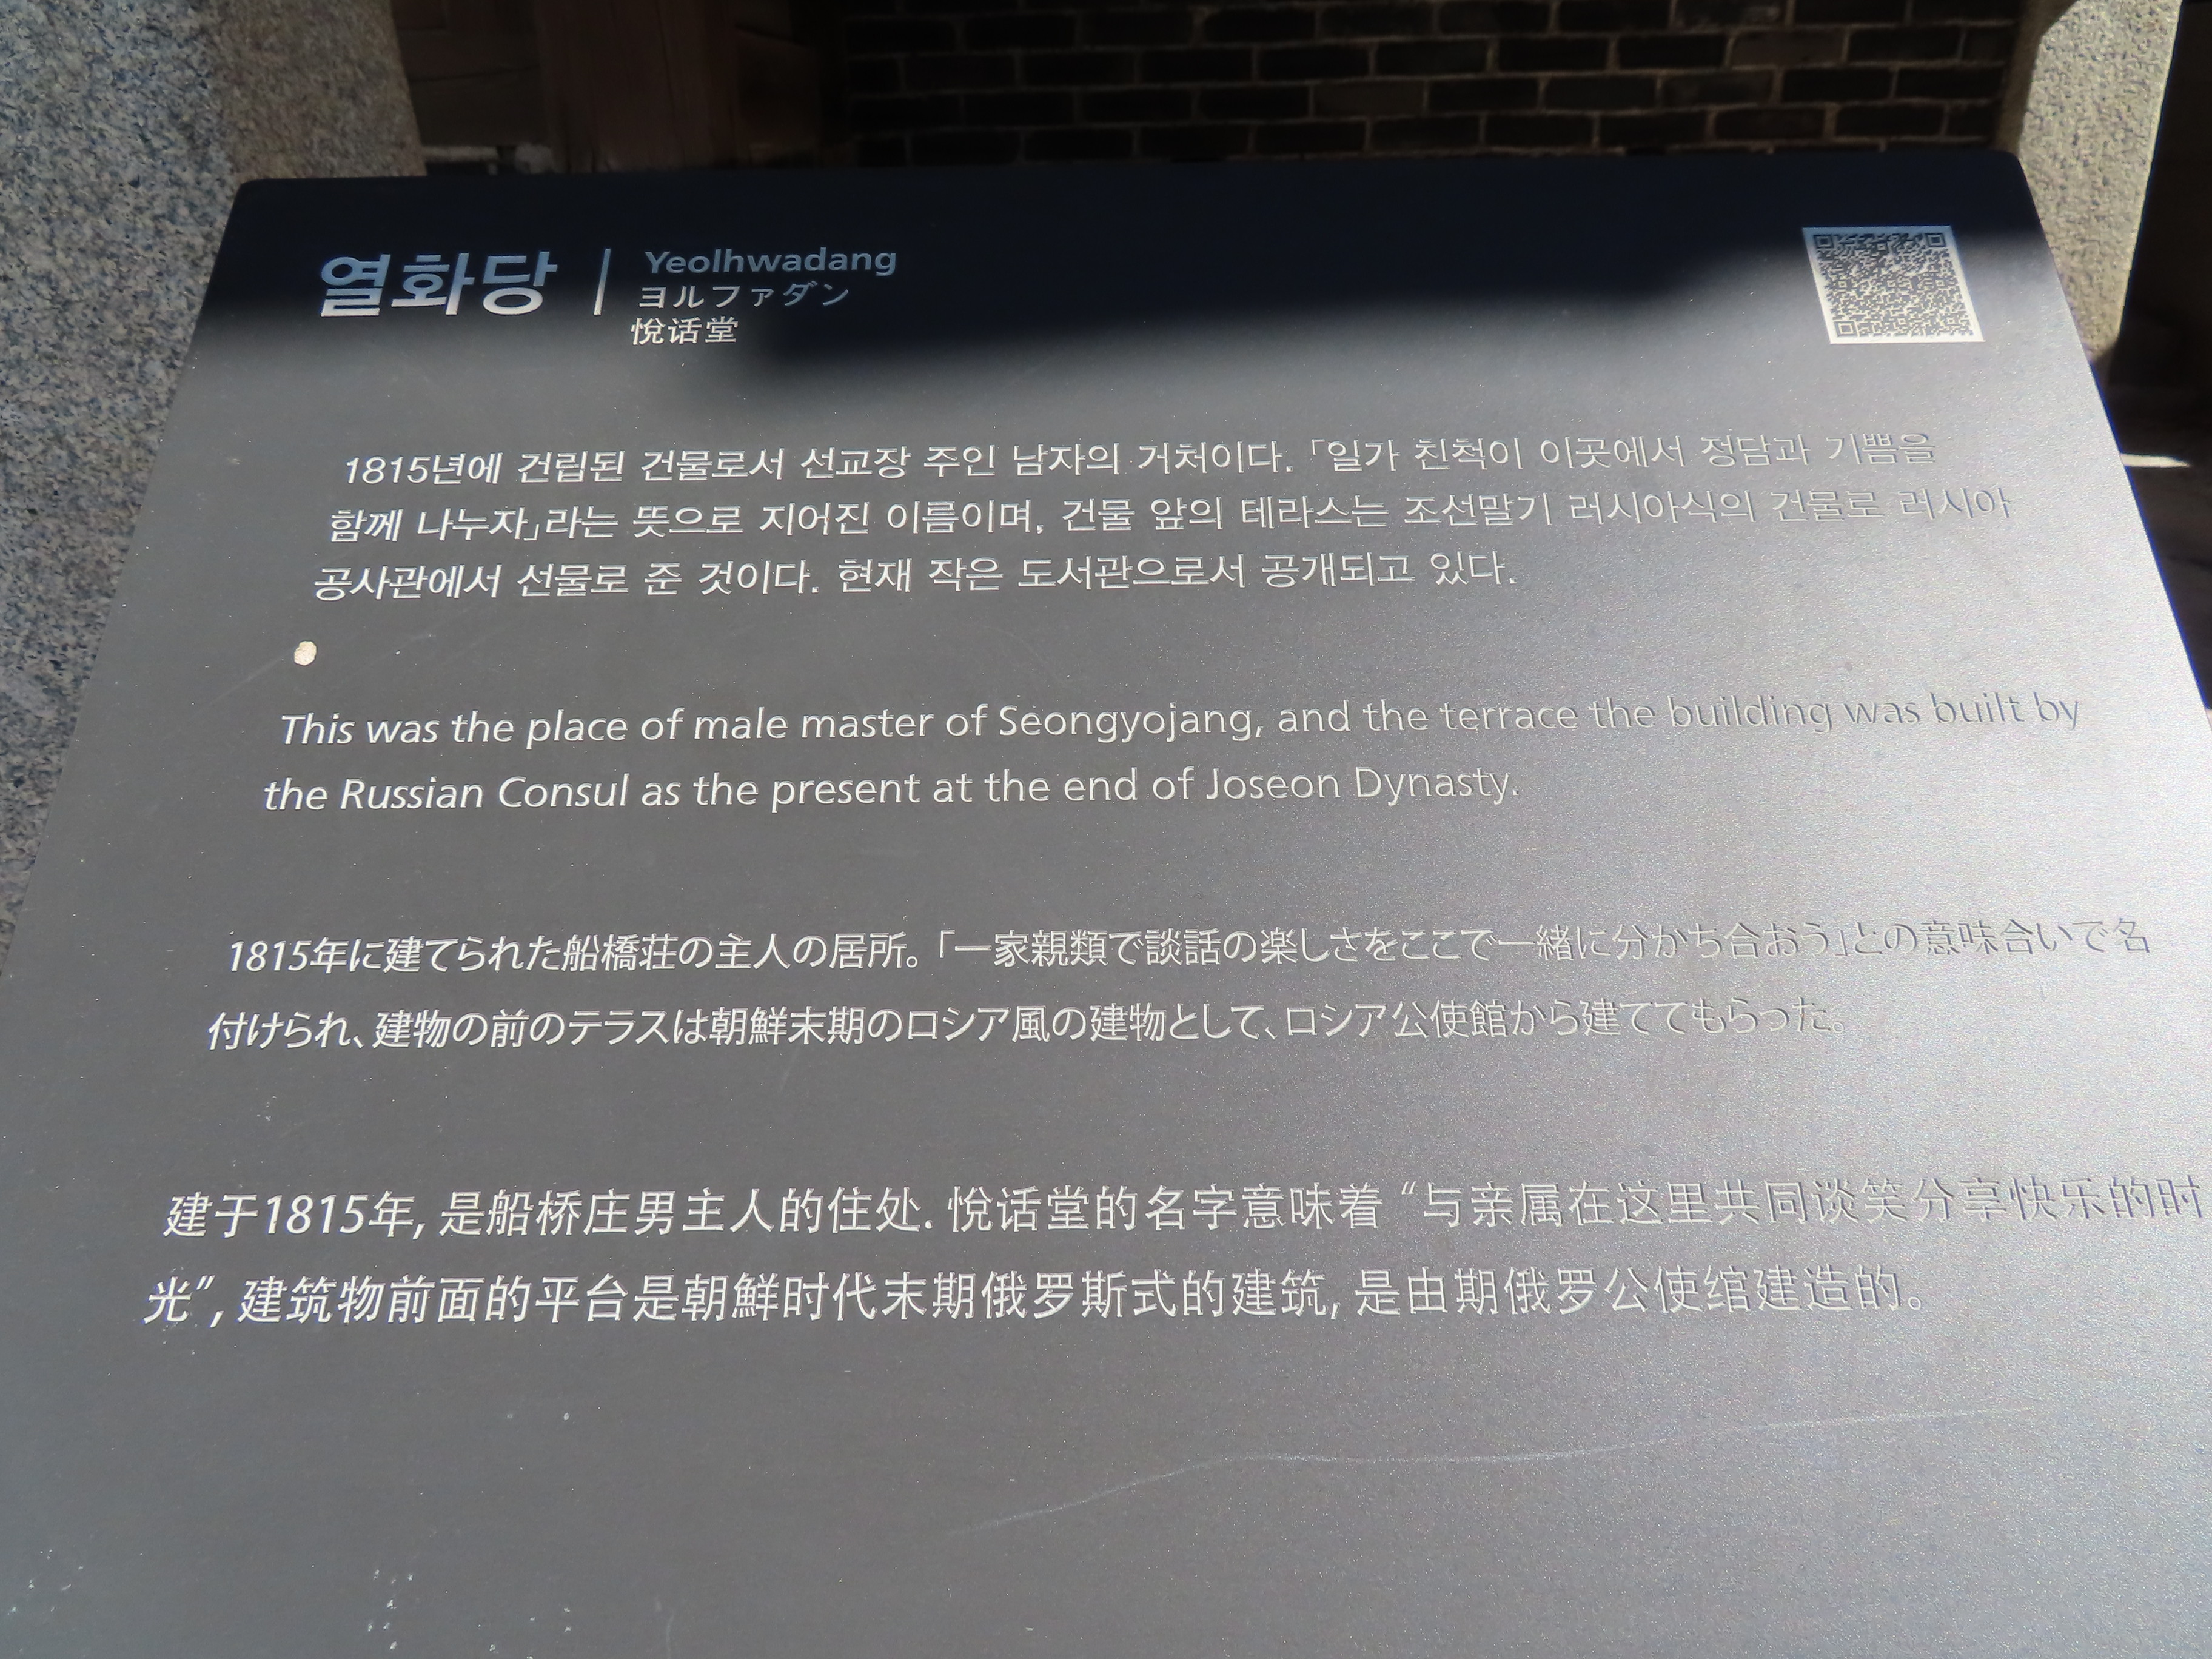 열화당
Yeolhwadang
ヨルファダン
悅话堂
1815년에 건립된 건물로서 선교장 주인 남자의 거처이다. 「일가 친척이 이곳에서 정담과 기쁨을
함께 나누자」라는 뜻으로 지어진 이름이며, 건물 앞의 테라스는 조선말기 러시아식의 건물로 러시아
공사관에서 선물로 준 것이다. 현재 작은 도서관으로서 공개되고 있다.
This was the place of male master of Seongyojang, and the terrace the building was built by
the Russian Consul as the present at the end of Joseon Dynasty.
1815年に建てられた船橋荘の主人の居所。「一家親類で談話の楽しさをここで一緒に分かち合おう」との意味合いで名
付けられ、建物の前のテラスは朝鮮末期のロシア風の建物として、ロシア公使館から建ててもらった。
建于1815年, 是船桥庄男主人的住处. 悅话堂的名字意味着 “与亲属在这里共同谈笑分享快乐的时
光”, 建筑物前面的平台是朝鮮时代末期俄罗斯式的建筑, 是由期俄罗公使绾建造的。